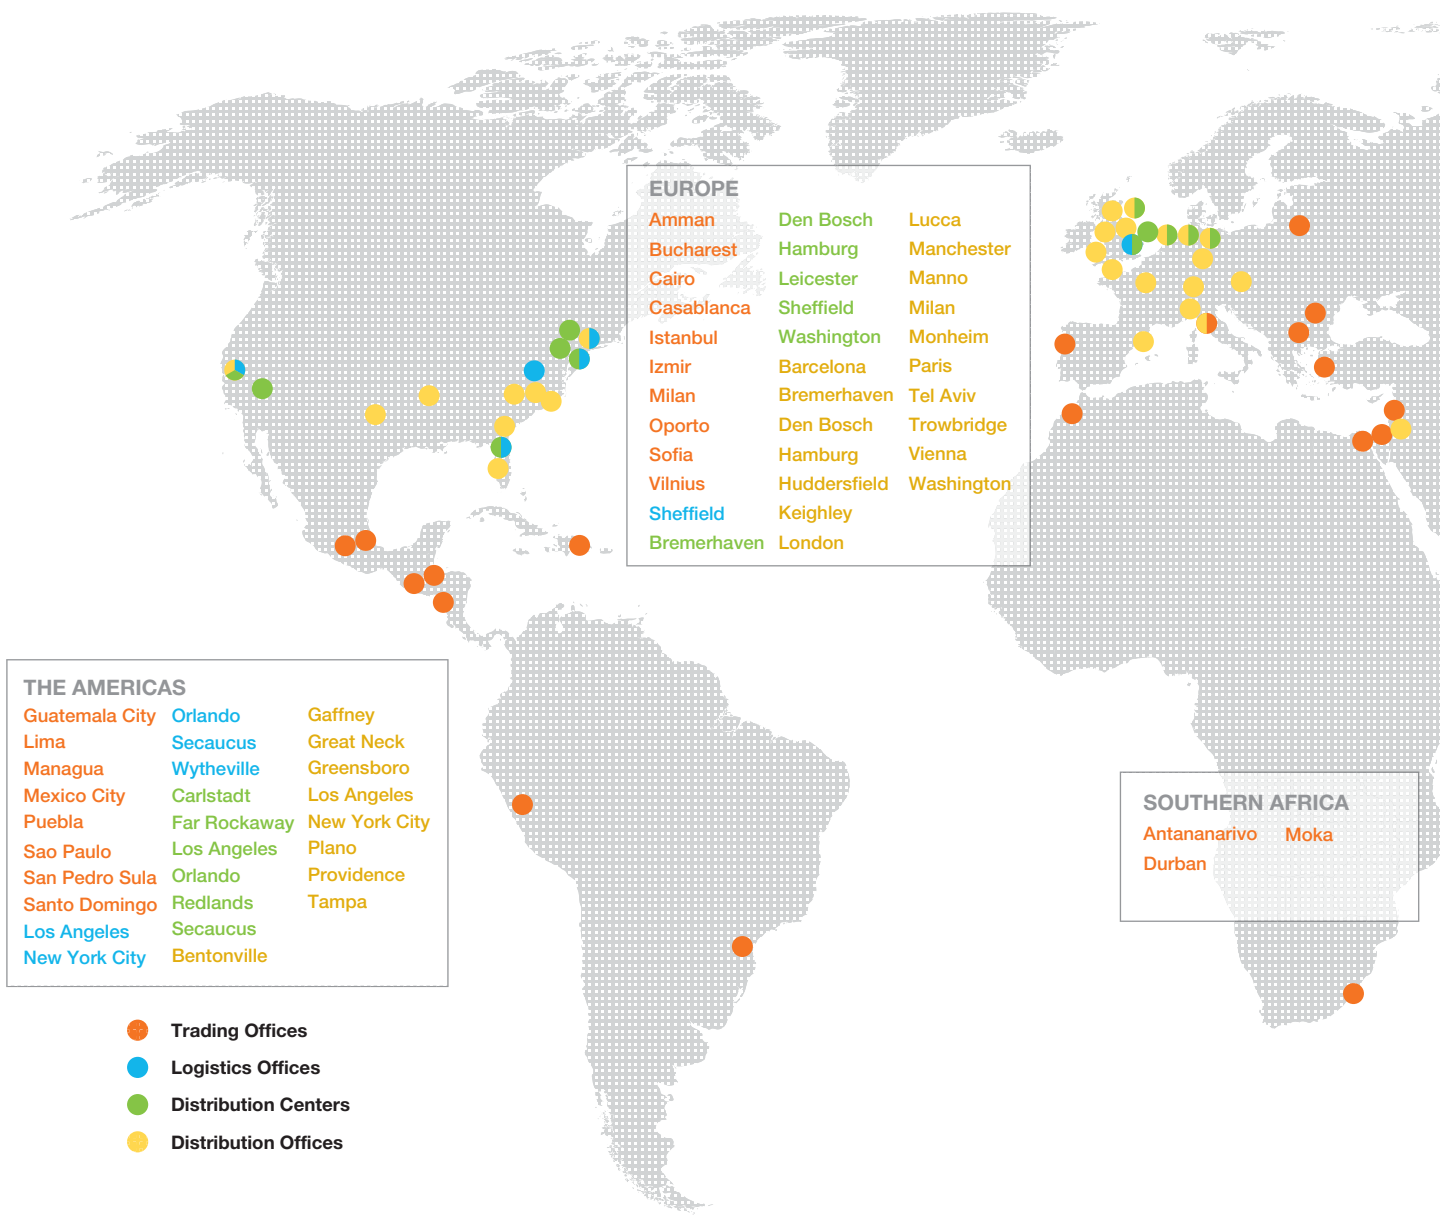 EUROPE
Amman
Bucharest
Cairo
Casablanca
Istanbul
Izmir
Milan
Oporto
Sofia
Vilnius
Sheffield
Bremerhaven
Den Bosch
Hamburg
Leicester
Sheffield
Washington
Barcelona
Bremerhaven
Den Bosch
Hamburg
Huddersfield
Keighley
London
Lucca
Manchester
Manno
Milan
Monheim
Paris
Tel Aviv
Trowbridge
Vienna
Washington
THE AMERICAS
Guatemala City
Lima
Managua
Mexico City
Puebla
Sao Paulo
San Pedro Sula
Santo Domingo
Los Angeles
New York City
Orlando
Secaucus
Wytheville
Carlstadt
Far Rockaway
Los Angeles
Orlando
Redlands
Secaucus
Bentonville
Gaffney
Great Neck
Greensboro
Los Angeles
New York City
Plano
Providence
Tampa
SOUTHERN AFRICA
Antananarivo
Durban
Moka
Trading Offices
Logistics Offices
Distribution Centers
Distribution Offices